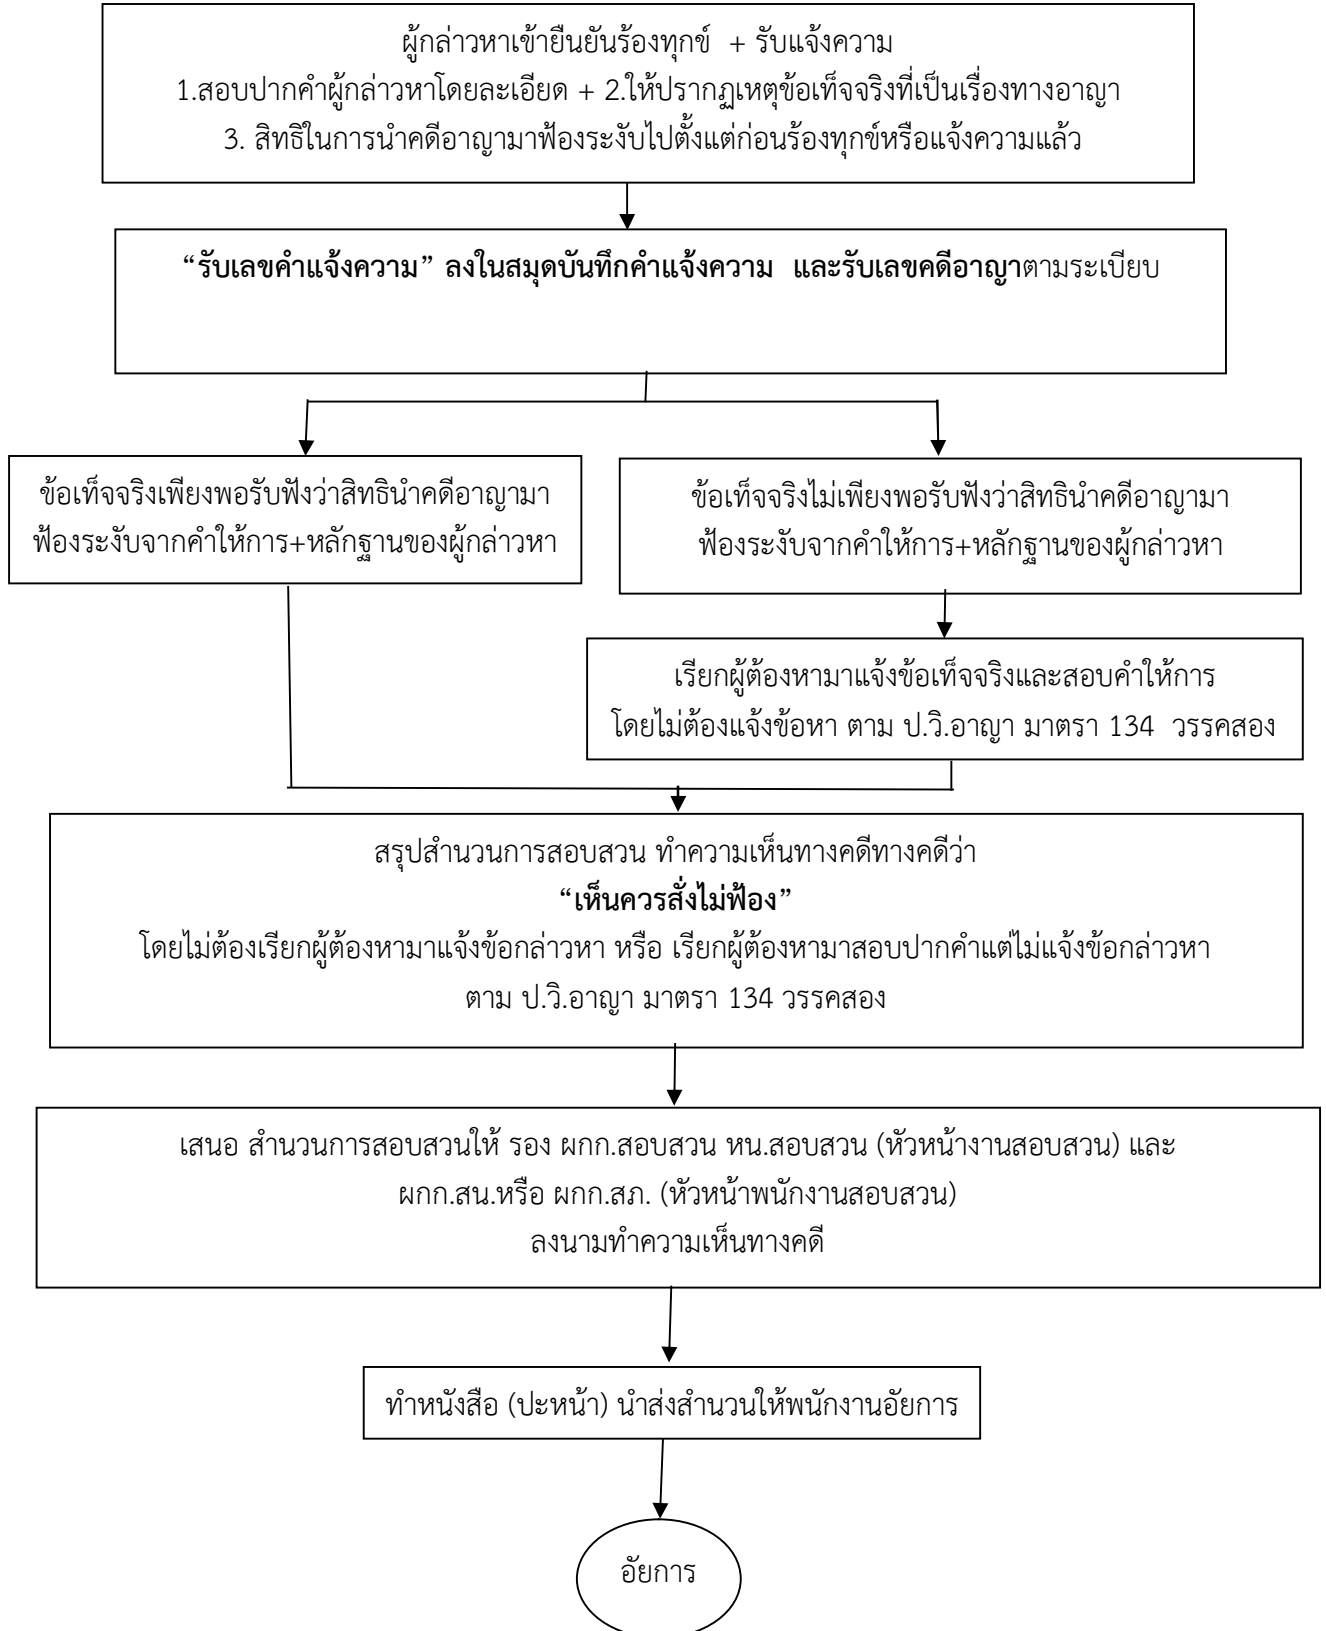 ผู้กล่าวหาเข้ายืนยันร้องทุกข์ + รับแจ้งความ
1.สอบปากคำผู้กล่าวหาโดยละเอียด + 2.ให้ปรากฏเหตุข้อเท็จจริงที่เป็นเรื่องทางอาญา
3. สิทธิในการนำคดีอาญามาฟ้องระงับไปตั้งแต่ก่อนร้องทุกข์หรือแจ้งความแล้ว
“รับเลขคำแจ้งความ” ลงในสมุดบันทึกคำแจ้งความ และรับเลขคดีอาญาตามระเบียบ
ข้อเท็จจริงเพียงพอรับฟังว่าสิทธินำคดีอาญามา
ฟ้องระงับจากคำให้การ+หลักฐานของผู้กล่าวหา
ข้อเท็จจริงไม่เพียงพอรับฟังว่าสิทธินำคดีอาญามา
ฟ้องระงับจากคำให้การ+หลักฐานของผู้กล่าวหา
เรียกผู้ต้องหามาแจ้งข้อเท็จจริงและสอบคำให้การ
โดยไม่ต้องแจ้งข้อหา ตาม ป.วิ.อาญา มาตรา 134 วรรคสอง
สรุปสำนวนการสอบสวน ทำความเห็นทางคดีทางคดีว่า
“เห็นควรสั่งไม่ฟ้อง”
โดยไม่ต้องเรียกผู้ต้องหามาแจ้งข้อกล่าวหา หรือ เรียกผู้ต้องหามาสอบปากคำแต่ไม่แจ้งข้อกล่าวหา
ตาม ป.วิ.อาญา มาตรา 134 วรรคสอง
เสนอ สำนวนการสอบสวนให้ รอง ผกก.สอบสวน หน.สอบสวน (หัวหน้างานสอบสวน) และ
ผกก.สน.หรือ ผกก.สภ. (หัวหน้าพนักงานสอบสวน)
ลงนามทำความเห็นทางคดี
ทำหนังสือ (ปะหน้า) นำส่งสำนวนให้พนักงานอัยการ
อัยการ